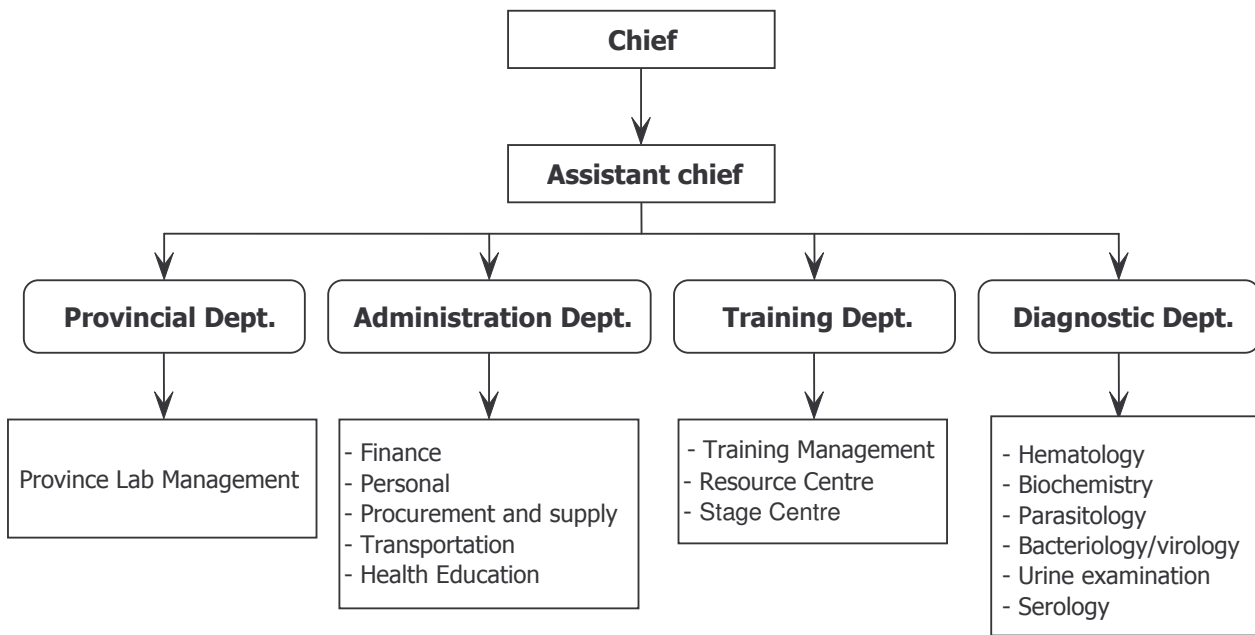 Chief
Assistant chief
Provincial Dept.
Administration Dept.
Training Dept.
Diagnostic Dept.
Province Lab Management
- Finance
- Personal
- Procurement and supply
- Transportation
- Health Education
- Training Management
- Resource Centre
- Stage Centre
- Hematology
- Biochemistry
- Parasitology
- Bacteriology/virology
- Urine examination
- Serology